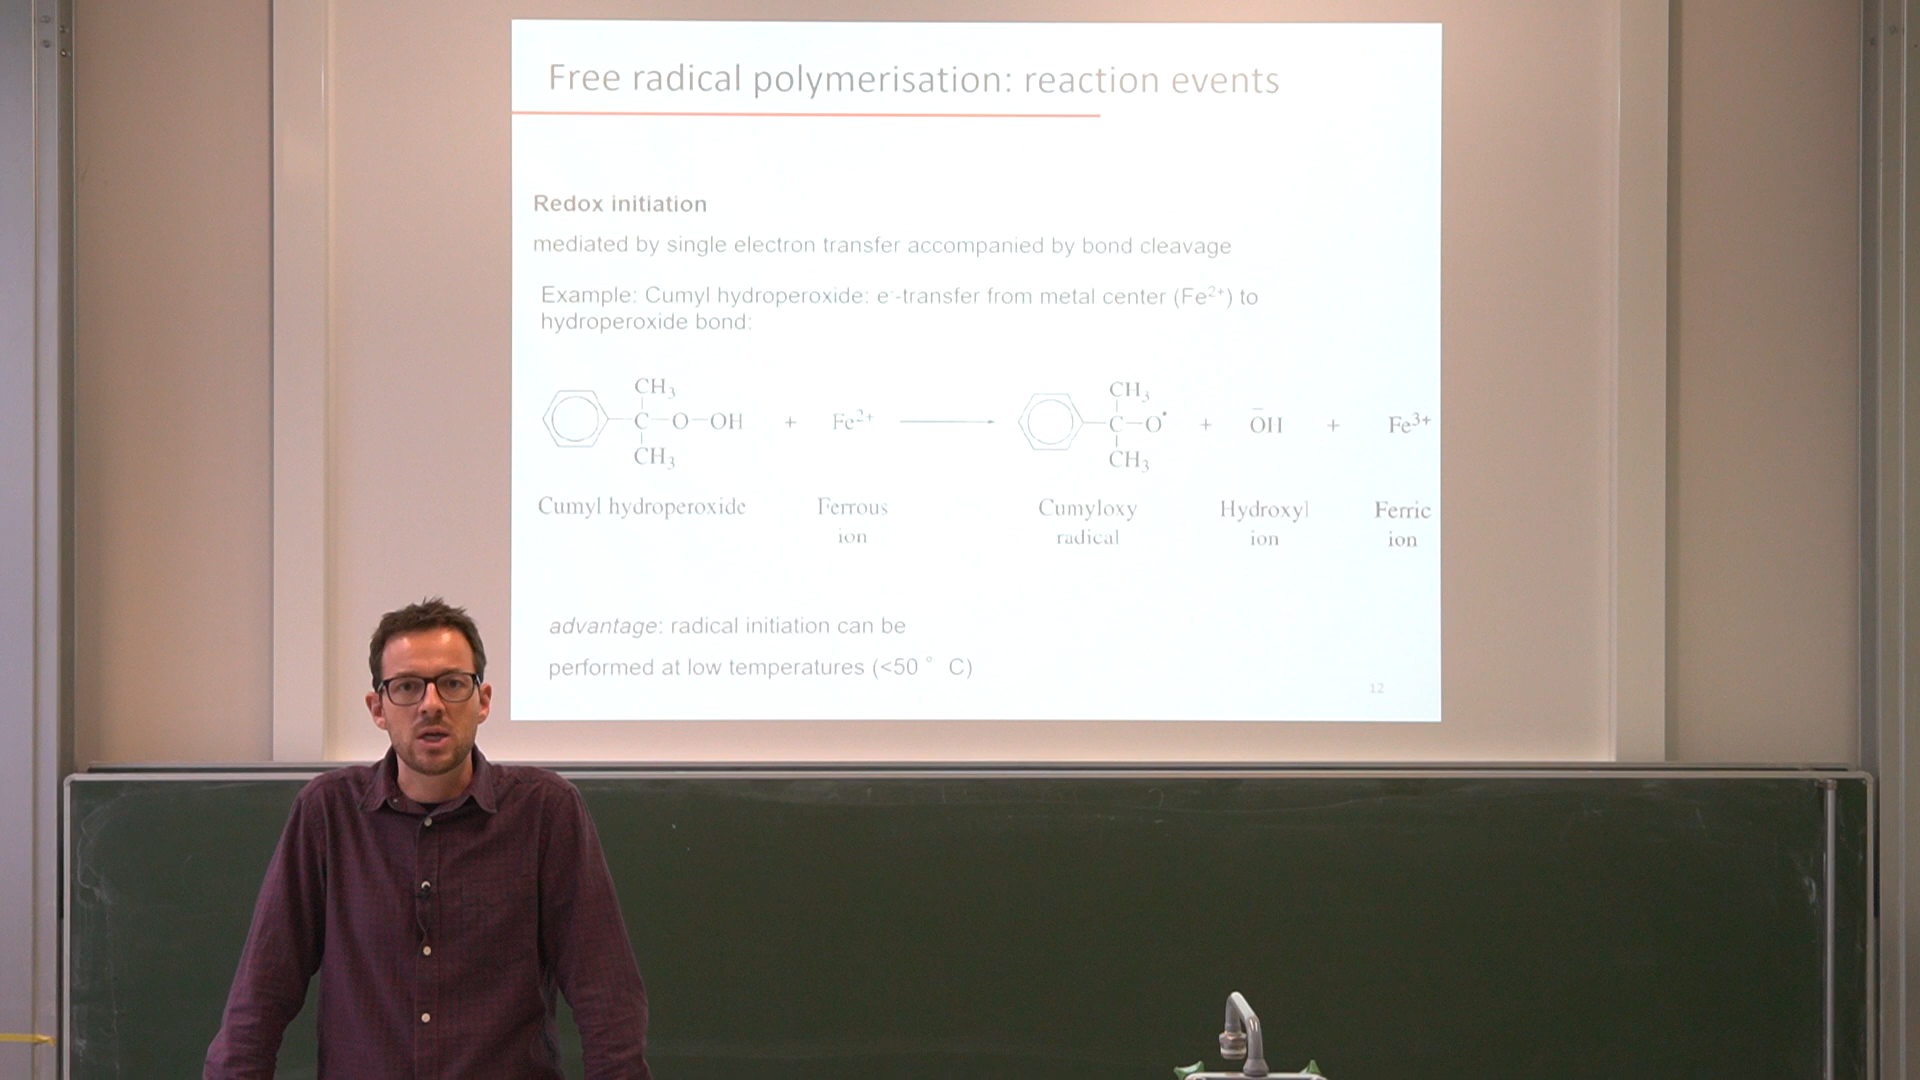 Free radical polymerisation: reaction events
Redox initiation
mediated by single electron transfer accompanied by bond cleavage
Example: Cumyl hydroperoxide: e⁻-transfer from metal center (Fe²⁺) to
hydroperoxide bond:
CH₃ CH₃
C—O—OH + Fe²⁺ C—O• + ŌH + Fe³⁺
CH₃ CH₃
Cumyl hydroperoxide Ferrous Cumyloxy Hydroxyl Ferric
ion radical ion ion
advantage: radical initiation can be
performed at low temperatures (<50 ° C)
12